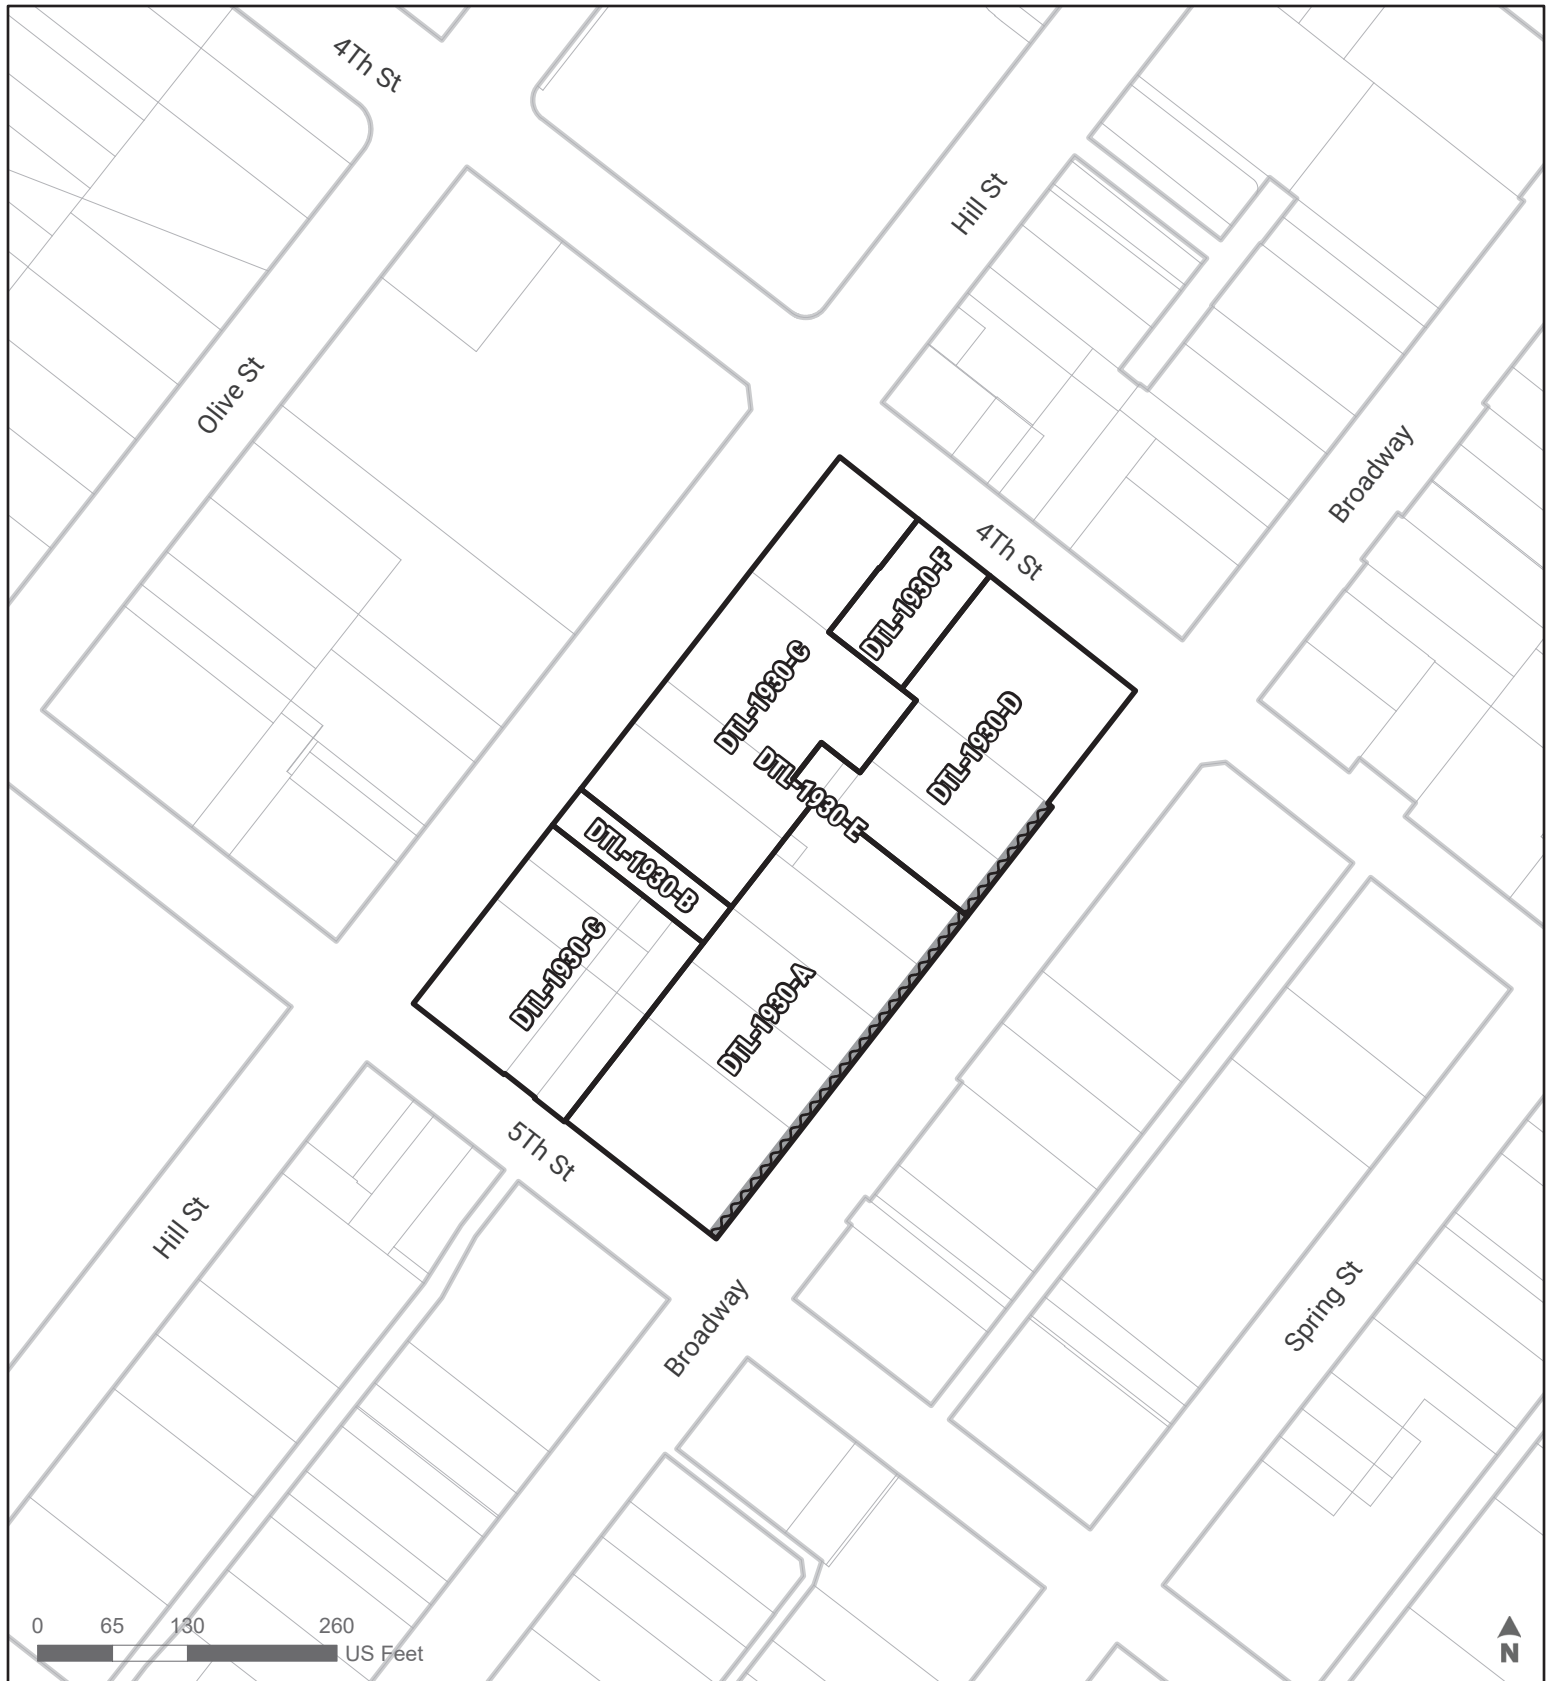 4Th St
Hill St
Olive St
Broadway
4Th St
DTL-1930-F
DTL-1930-C
DTL-1930-D
DTL-1930-E
DTL-1930-B
DTL-1930-C
DTL-1930-A
5Th St
Hill St
Broadway
Spring St
0 65 130 260
US Feet
N